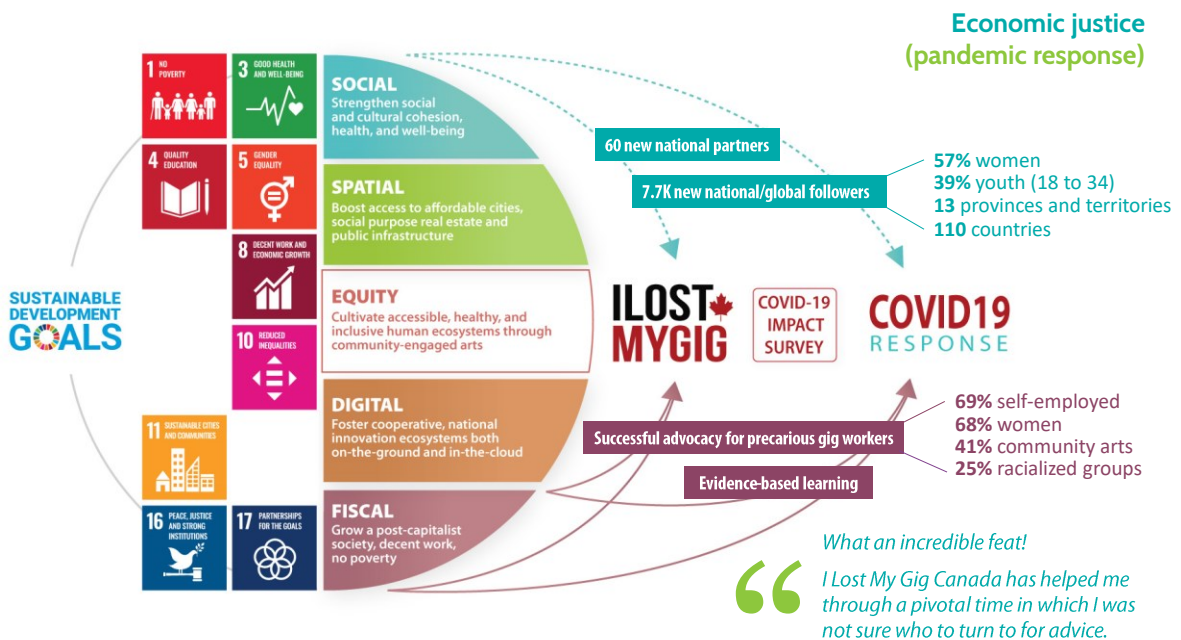 Economic justice
(pandemic response)
1 NO
POVERTY
3 GOOD HEALTH
AND WELL-BEING
4 QUALITY
EDUCATION
5 GENDER
EQUALITY
8 DECENT WORK AND
ECONOMIC GROWTH
10 REDUCED
INEQUALITIES
11 SUSTAINABLE CITIES
AND COMMUNITIES
16 PEACE, JUSTICE
AND STRONG
INSTITUTIONS
17 PARTNERSHIPS
FOR THE GOALS
SUSTAINABLE
DEVELOPMENT
GOALS
SOCIAL
Strengthen social
and cultural cohesion,
health, and well-being
SPATIAL
Boost access to affordable cities,
social purpose real estate and
public infrastructure
EQUITY
Cultivate accessible, healthy, and
inclusive human ecosystems through
community-engaged arts
DIGITAL
Foster cooperative, national
innovation ecosystems both
on-the-ground and in-the-cloud
FISCAL
Grow a post-capitalist
society, decent work,
no poverty
60 new national partners
7.7K new national/global followers
57% women
39% youth (18 to 34)
13 provinces and territories
110 countries
ILOST
MYGIG
COVID-19
IMPACT
SURVEY
COVID19
RESPONSE
Successful advocacy for precarious gig workers
Evidence-based learning
69% self-employed
68% women
41% community arts
25% racialized groups
“
What an incredible feat!
I Lost My Gig Canada has helped me
through a pivotal time in which I was
not sure who to turn to for advice.